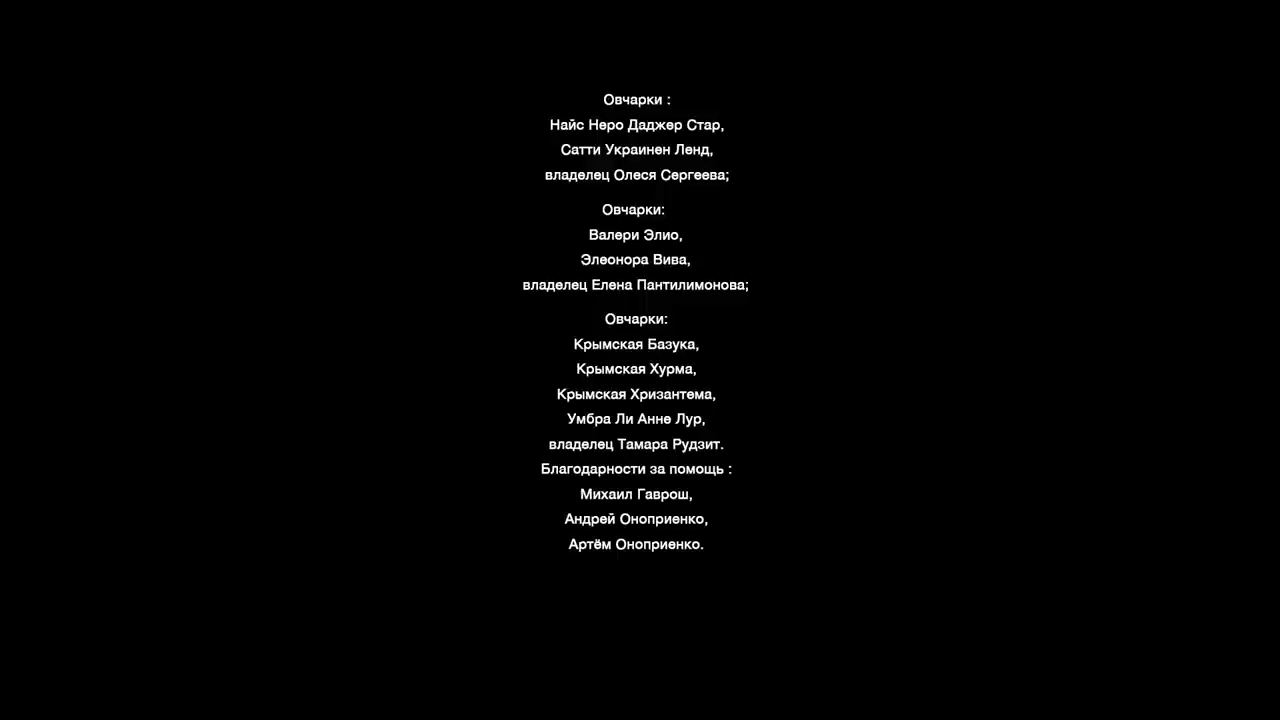 Овчарки :
Найс Неро Даджер Стар,
Сатти Украинен Ленд,
владелец Олеся Сергеева;
Овчарки:
Валери Элио,
Элеонора Вива,
владелец Елена Пантилимонова;
Овчарки:
Крымская Базука,
Крымская Хурма,
Крымская Хризантема,
Умбра Ли Анне Лур,
владелец Тамара Рудзит.
Благодарности за помощь :
Михаил Гаврош,
Андрей Оноприенко,
Артём Оноприенко.